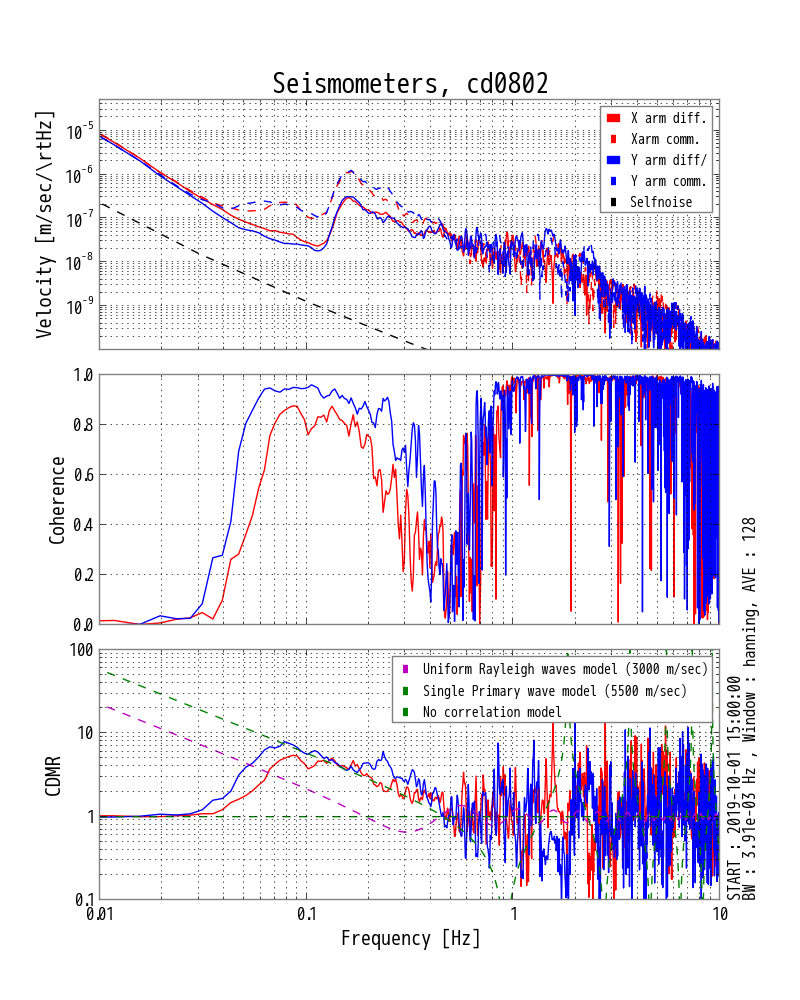 Seismometers, cd0802
Velocity [m/sec/\rtHz]
10^-5
10^-6
10^-7
10^-8
10^-9
X arm diff.
Xarm comm.
Y arm diff/
Y arm comm.
Selfnoise
Coherence
1.0
0.8
0.6
0.4
0.2
0.0
CDMR
100
10
1
0.1
Uniform Rayleigh waves model (3000 m/sec)
Single Primary wave model (5500 m/sec)
No correlation model
0.01
0.1
1
10
Frequency [Hz]
START : 2019-10-01 15:00:00
BW : 3.91e-03 Hz , Window : hanning, AVE : 128